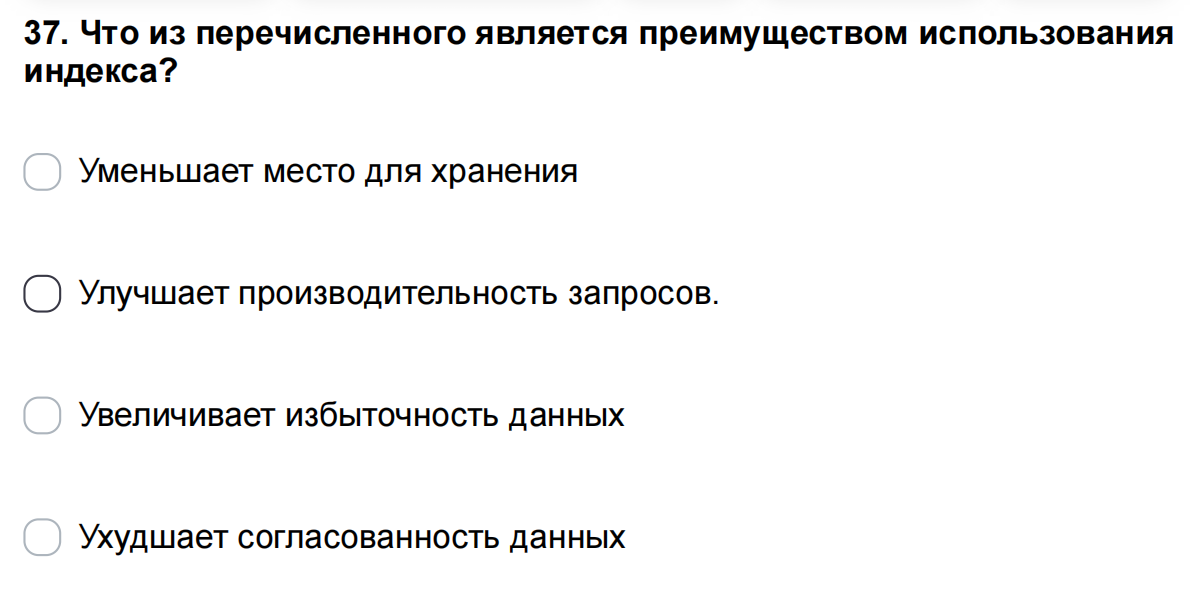 37. Что из перечисленного является преимуществом использования
индекса?
Уменьшает место для хранения
Улучшает производительность запросов.
Увеличивает избыточность данных
Ухудшает согласованность данных